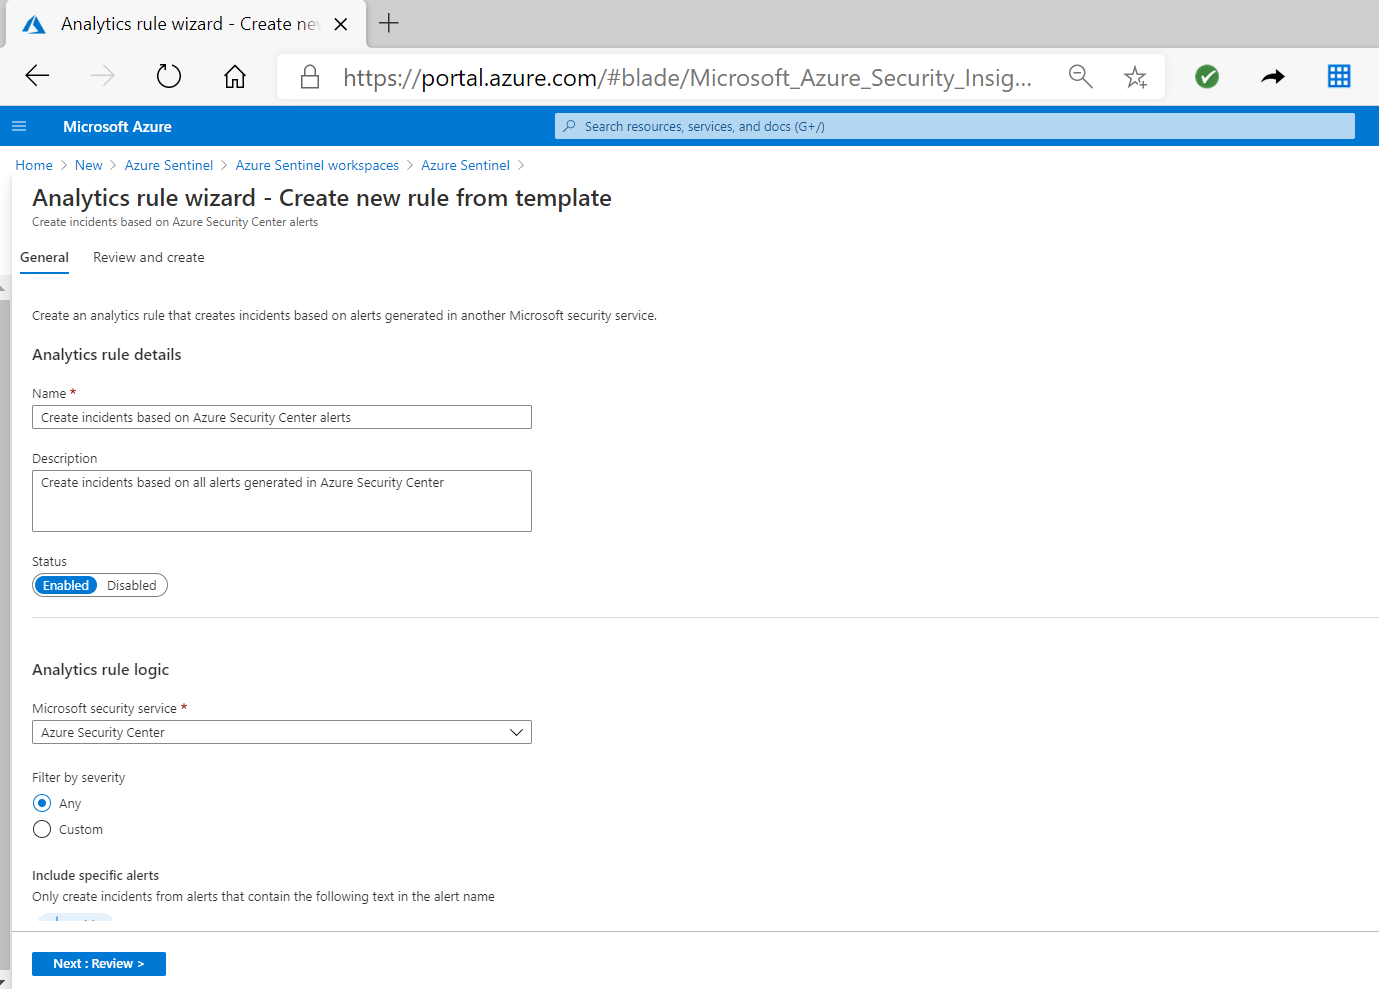 Analytics rule wizard - Create ne
https://portal.azure.com/#blade/Microsoft_Azure_Security_Insig...
Microsoft Azure
Search resources, services, and docs (G+/)
Home > New > Azure Sentinel > Azure Sentinel workspaces > Azure Sentinel >
Analytics rule wizard - Create new rule from template
Create incidents based on Azure Security Center alerts
General Review and create
Create an analytics rule that creates incidents based on alerts generated in another Microsoft security service.
Analytics rule details
Name *
Create incidents based on Azure Security Center alerts
Description
Create incidents based on all alerts generated in Azure Security Center
Status
Enabled Disabled
Analytics rule logic
Microsoft security service *
Azure Security Center
Filter by severity
Any
Custom
Include specific alerts
Only create incidents from alerts that contain the following text in the alert name
Next : Review >